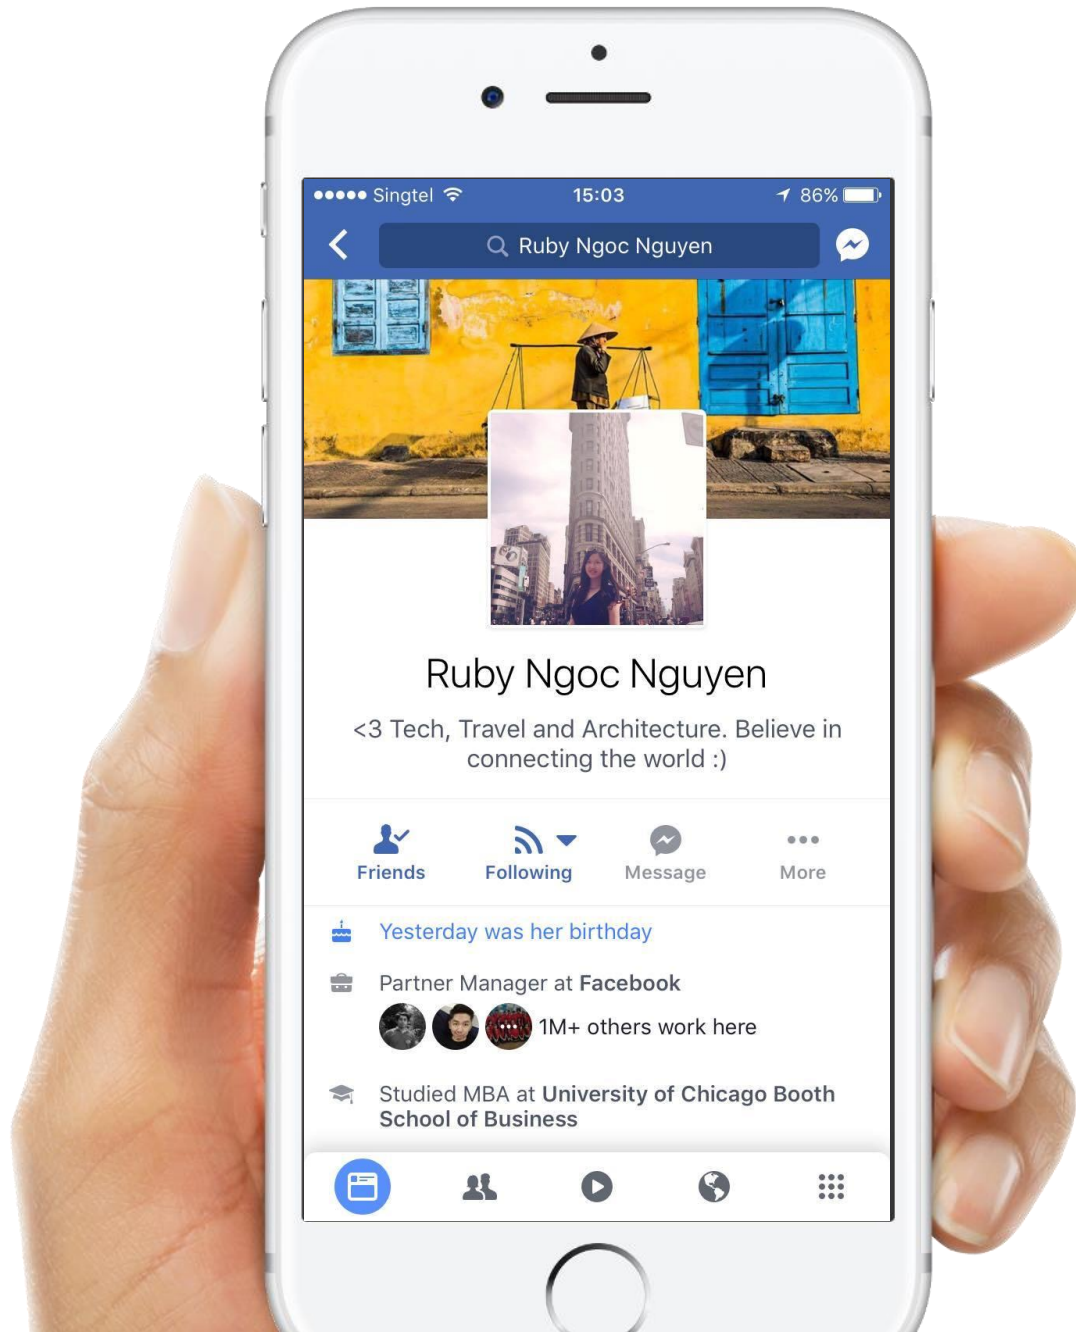 Singtel 15:03 86%
Ruby Ngoc Nguyen
Ruby Ngoc Nguyen
<3 Tech, Travel and Architecture. Believe in
connecting the world :)
Friends Following Message More
Yesterday was her birthday
Partner Manager at Facebook
1M+ others work here
Studied MBA at University of Chicago Booth
School of Business